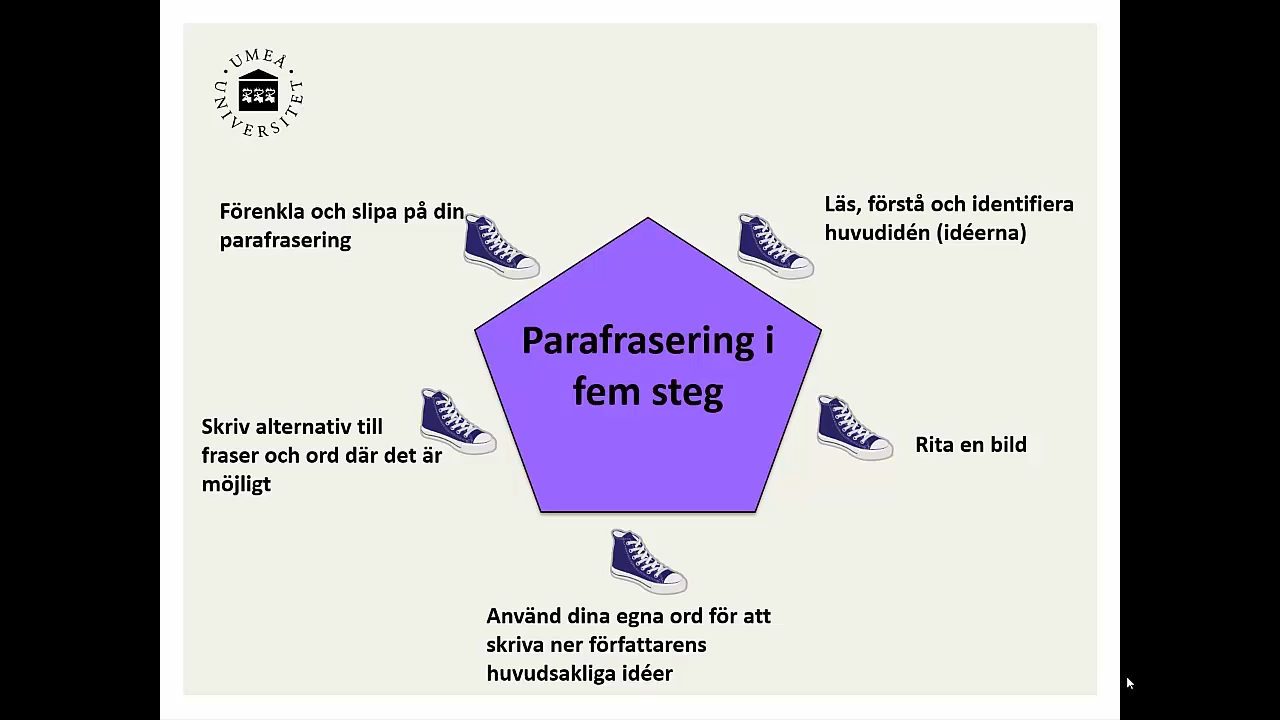 UMEÅ UNIVERSITET
Förenkla och slipa på din
parafrasering
Läs, förstå och identifiera
huvudidén (idéerna)
Parafrasering i
fem steg
Skriv alternativ till
fraser och ord där det är
möjligt
Rita en bild
Använd dina egna ord för att
skriva ner författarens
huvudsakliga idéer